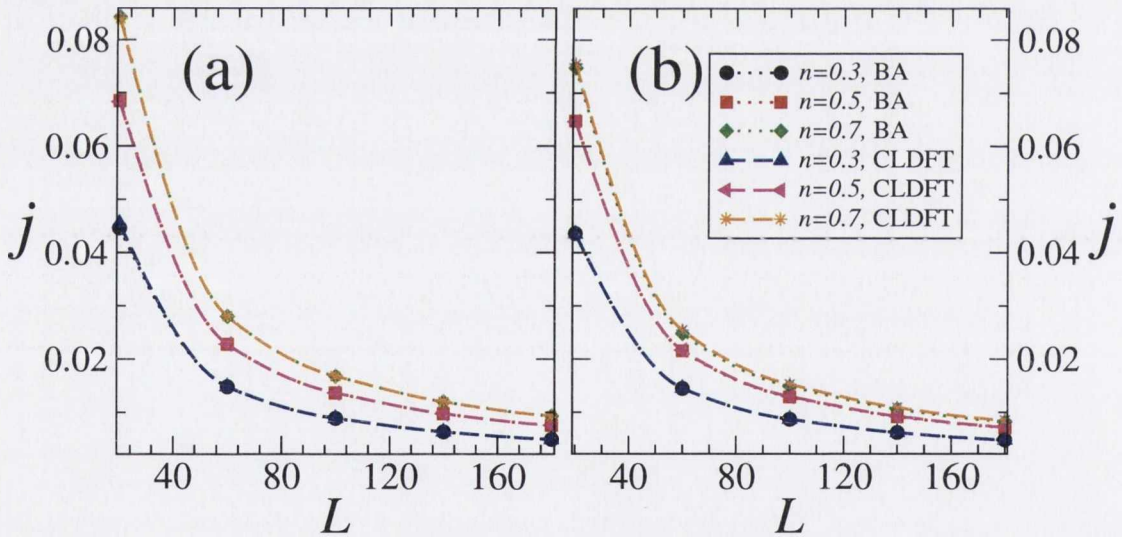 (a)
0.08
0.06
0.04
0.02
j
40
80
120
160
L
(b)
n=0.3, BA
n=0.5, BA
n=0.7, BA
n=0.3, CLDFT
n=0.5, CLDFT
n=0.7, CLDFT
0.08
0.06
0.04
0.02
j
40
80
120
160
L